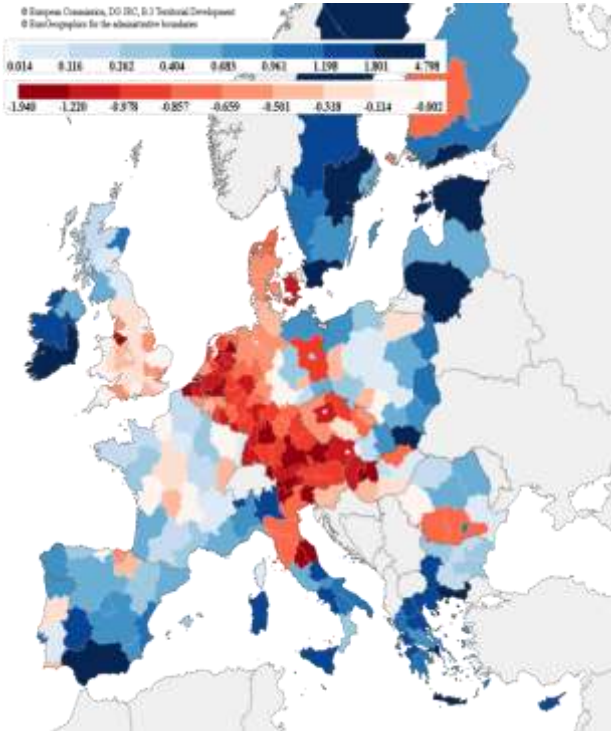 © European Commission, DG JRC, B.3 Territorial Development
© EuroGeographics for the administrative boundaries
0.014 0.116 0.262 0.404 0.683 0.961 1.198 1.801 4.798
-1.940 -1.220 -0.978 -0.857 -0.659 -0.501 -0.318 -0.114 -0.002